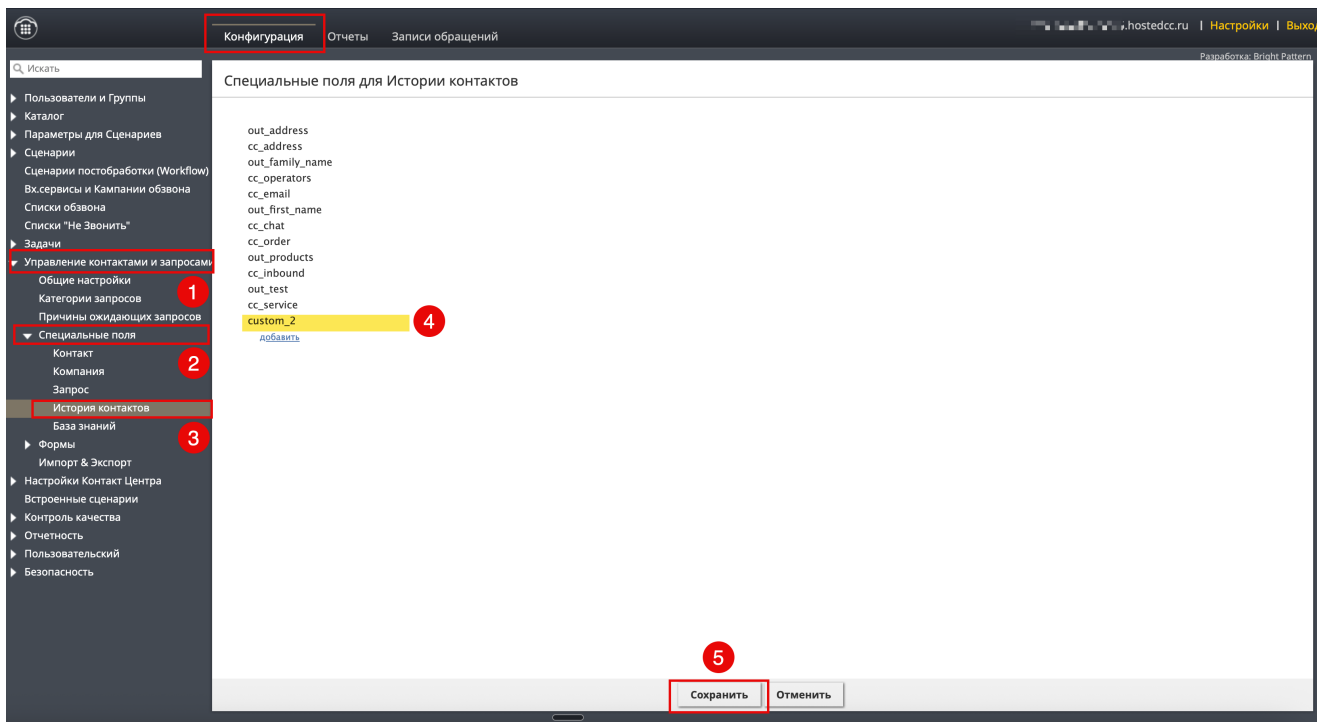 Конфигурация Отчеты Записи обращений
.hostedcc.ru | Настройки | Выход
Разработка: Bright Pattern
Искать
Специальные поля для Истории контактов
Пользователи и Группы
Каталог
Параметры для Сценариев
Сценарии
Сценарии постобработки (Workflow)
Вх.сервисы и Кампании обзвона
Списки обзвона
Списки "Не Звонить"
Задачи
Управление контактами и запросами
Общие настройки
1
Категории запросов
Причины ожидающих запросов
Специальные поля
2
Контакт
Компания
Запрос
История контактов
3
База знаний
Формы
Импорт & Экспорт
Настройки Контакт Центра
Встроенные сценарии
Контроль качества
Отчетность
Пользовательский
Безопасность
out_address
cc_address
out_family_name
cc_operators
cc_email
out_first_name
cc_chat
cc_order
out_products
cc_inbound
out_test
cc_service
custom_2 4
добавить
5
Сохранить Отменить